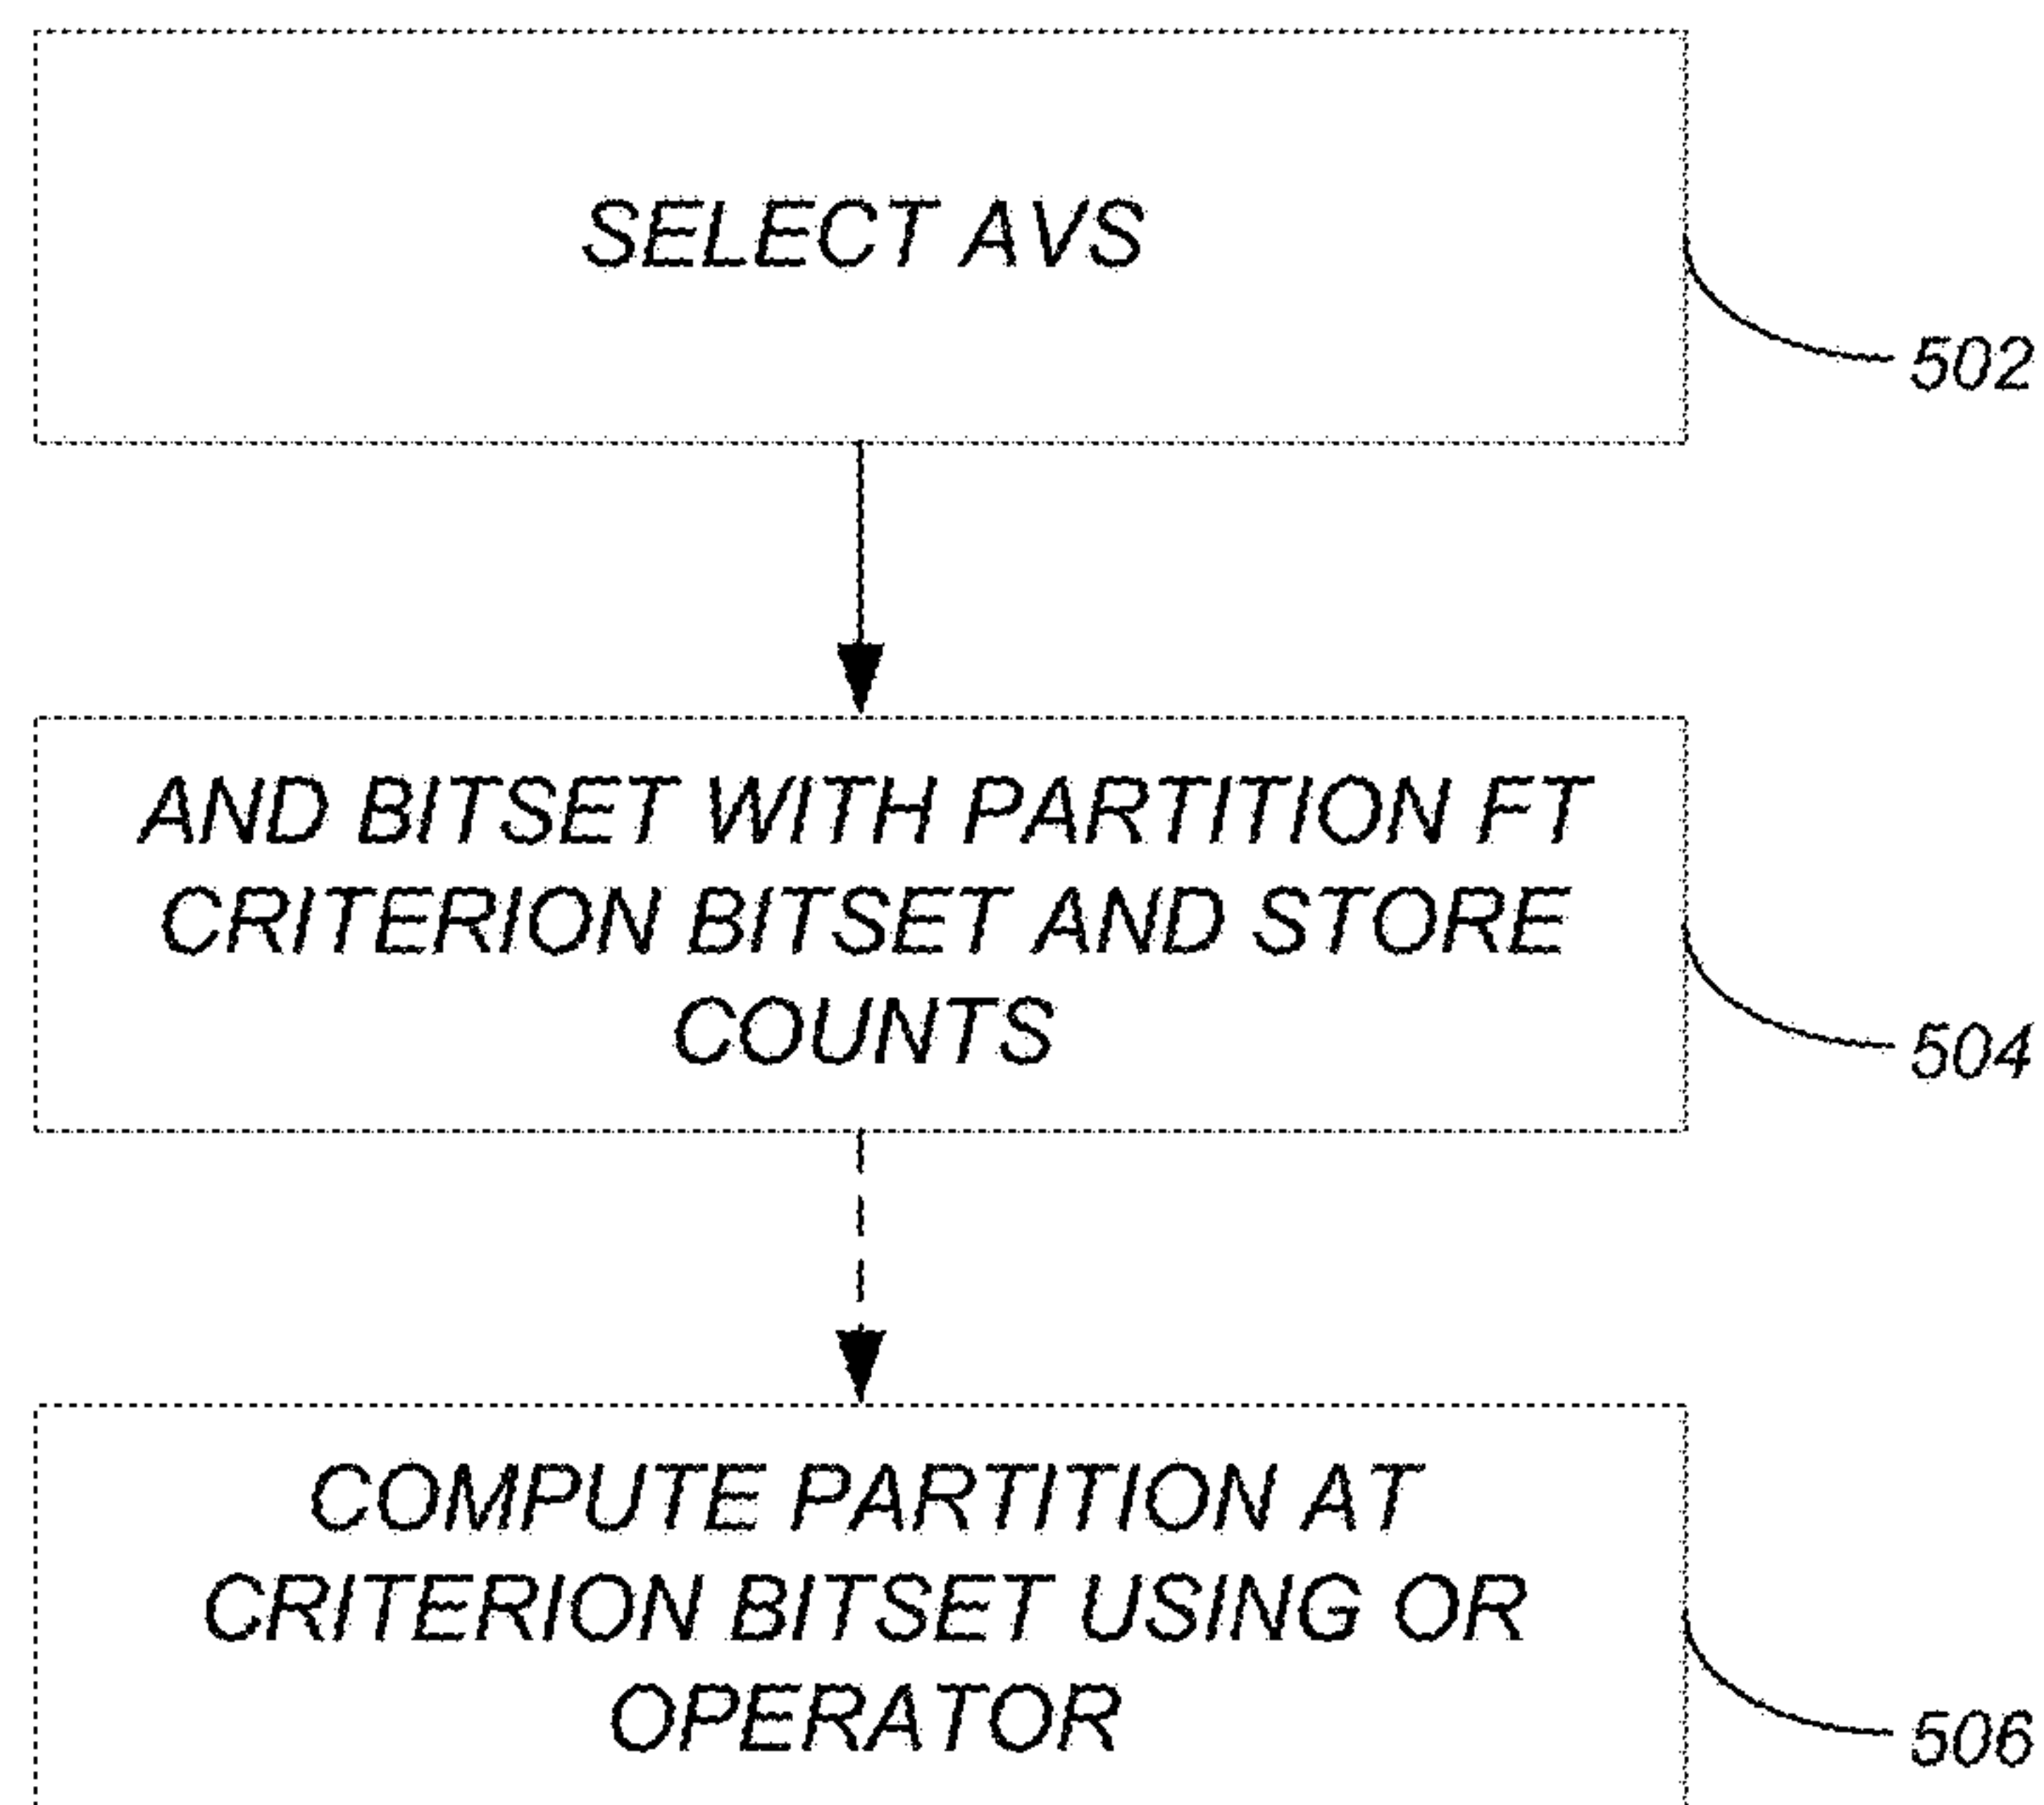 SELECT AVS
502
AND BITSET WITH PARTITION FT
CRITERION BITSET AND STORE
COUNTS
504
COMPUTE PARTITION AT
CRITERION BITSET USING OR
OPERATOR
506